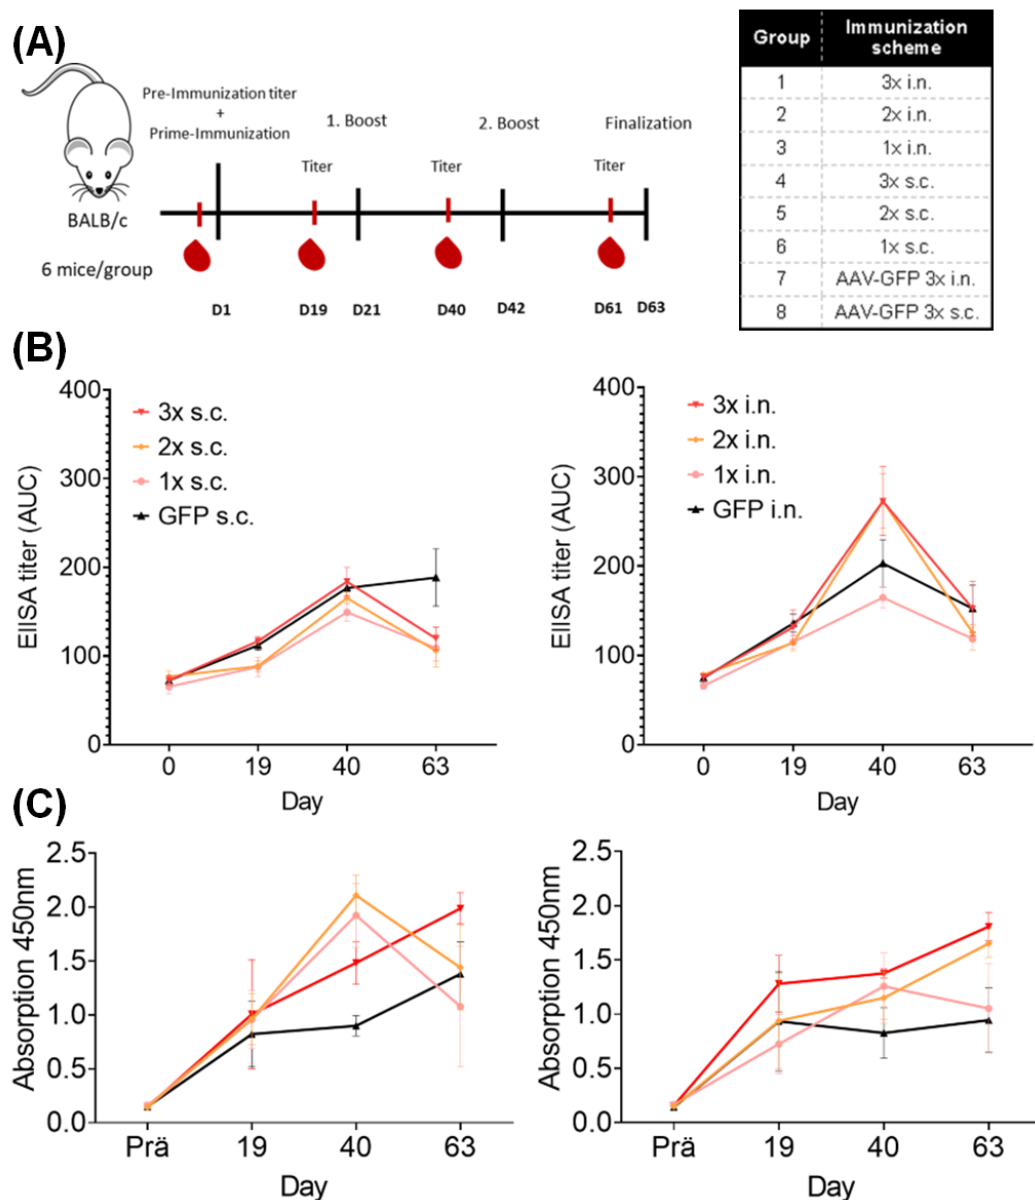 (A)
Pre-Immunization titer
+
Prime-Immunization
1. Boost
2. Boost
Finalization
Titer
Titer
Titer
BALB/c
6 mice/group
D1
D19
D21
D40
D42
D61
D63
Group Immunization scheme
1 3x i.n.
2 2x i.n.
3 1x i.n.
4 3x s.c.
5 2x s.c.
6 1x s.c.
7 AAV-GFP 3x i.n.
8 AAV-GFP 3x s.c.
(B)
EIISA titer (AUC)
400
300
200
100
0
3x s.c.
2x s.c.
1x s.c.
GFP s.c.
0 19 40 63
Day
EIISA titer (AUC)
400
300
200
100
0
3x i.n.
2x i.n.
1x i.n.
GFP i.n.
0 19 40 63
Day
(C)
Absorption 450nm
2.5
2.0
1.5
1.0
0.5
0.0
Prä 19 40 63
Day
Absorption 450nm
2.5
2.0
1.5
1.0
0.5
0.0
Prä 19 40 63
Day